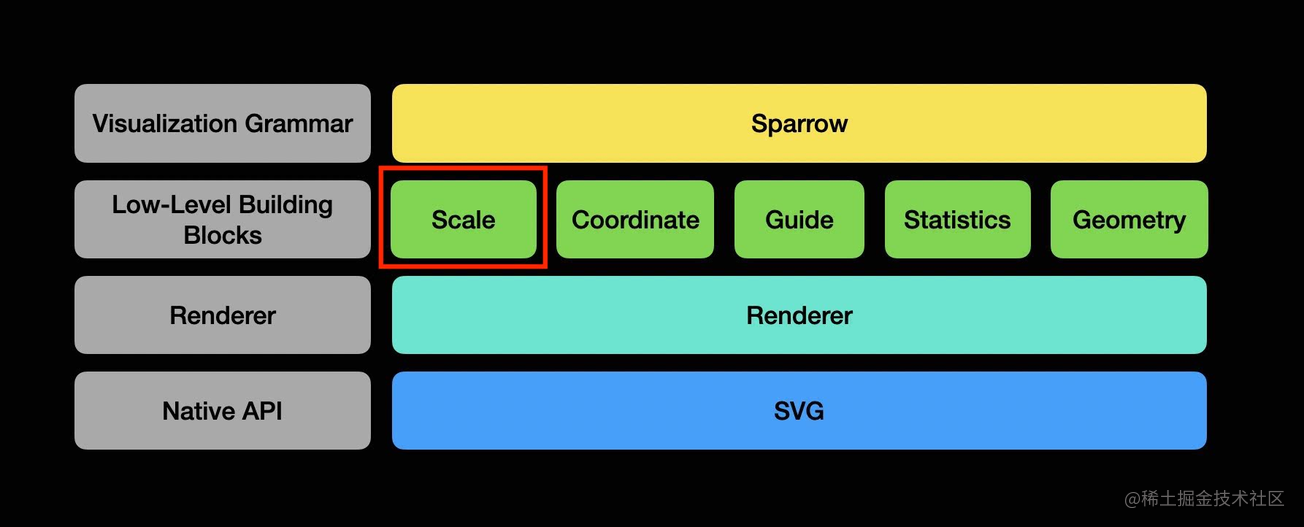 Visualization Grammar
Sparrow
Low-Level Building
Blocks
Scale
Coordinate
Guide
Statistics
Geometry
Renderer
Renderer
Native API
SVG
@稀土掘金技术社区